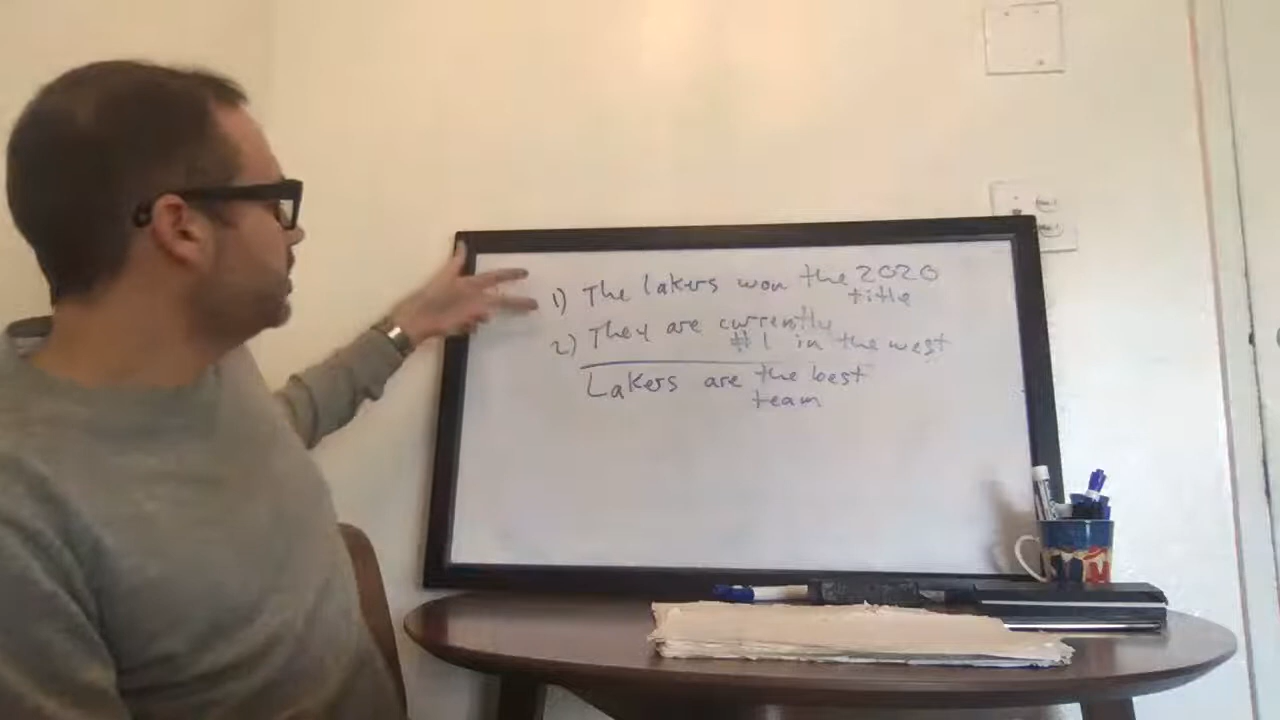 1) The Lakers won the 2020
title
2) They are currently
#1 in the west
Lakers are the best
team